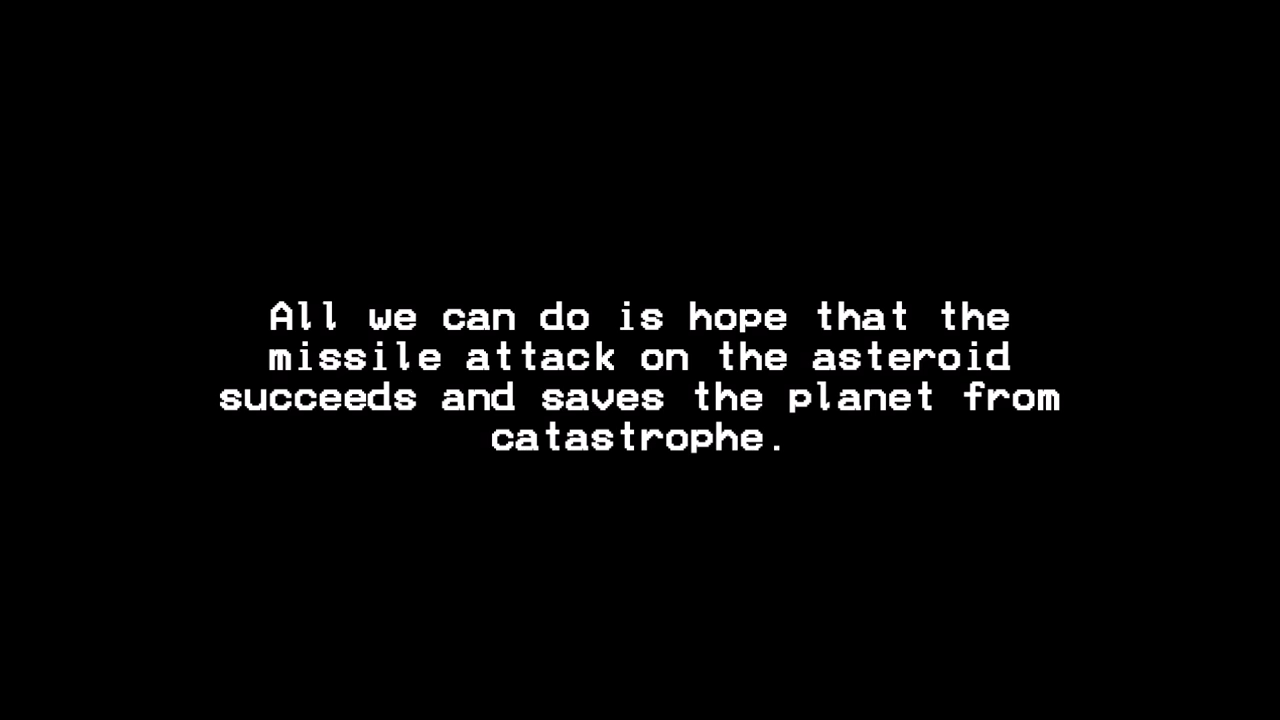 All we can do is hope that the
missile attack on the asteroid
succeeds and saves the planet from
catastrophe.